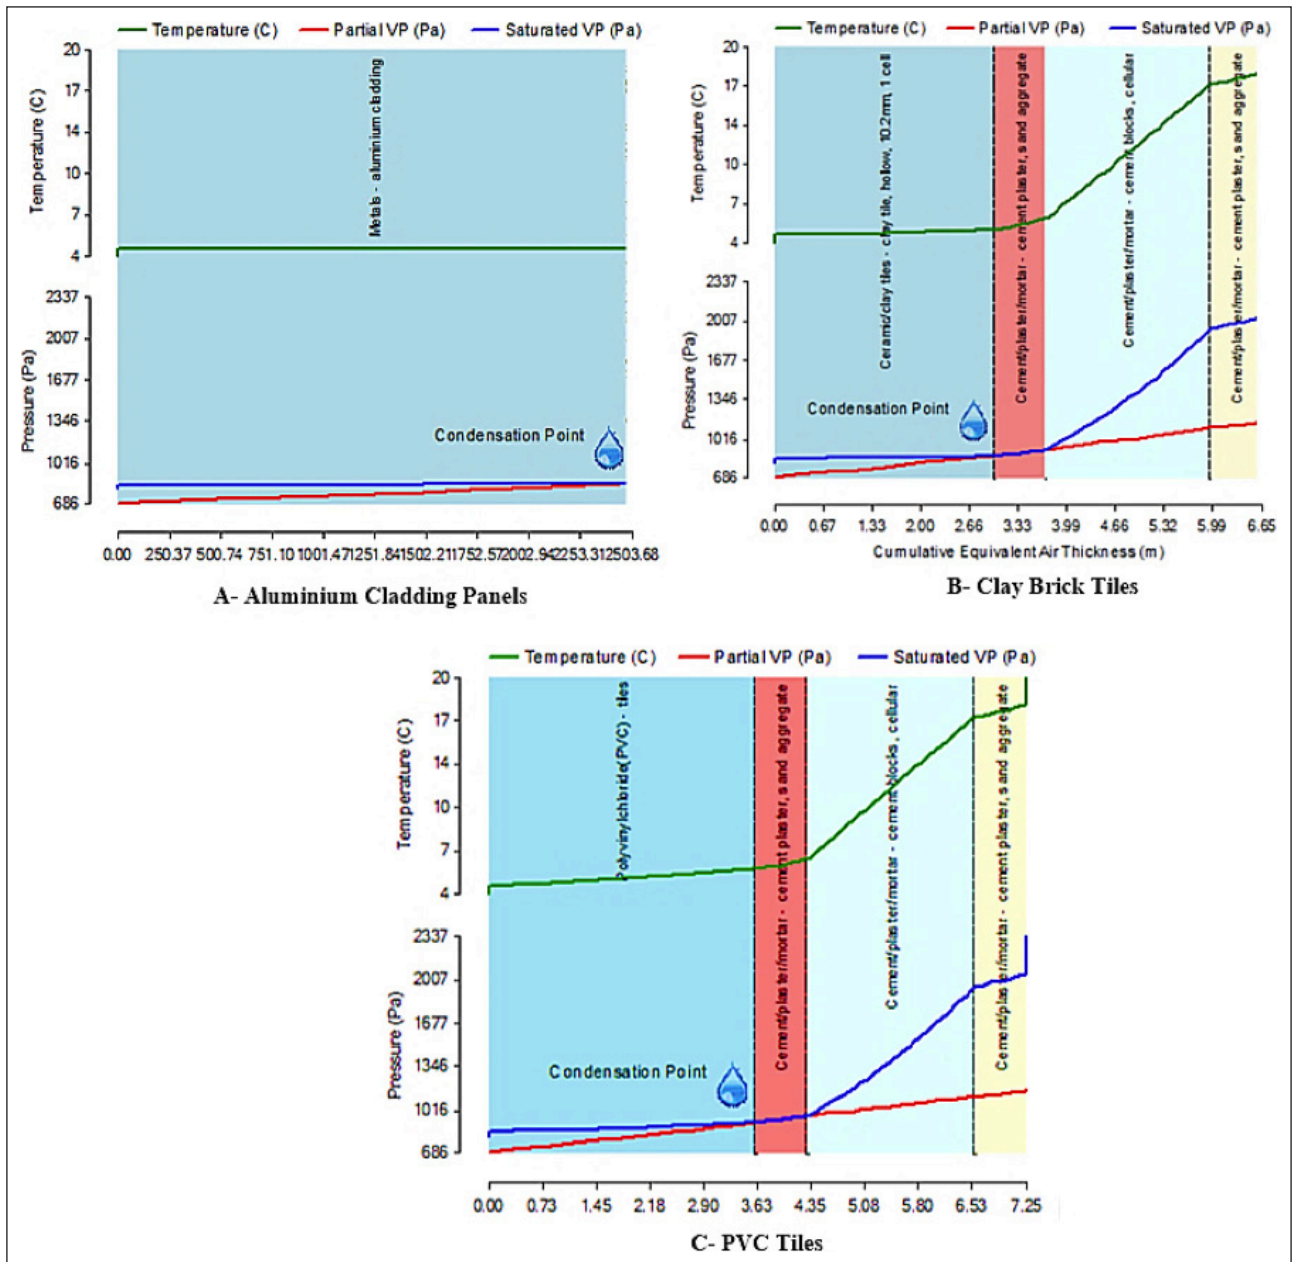 Temperature (C) Partial VP (Pa) Saturated VP (Pa)
20
17
14
10
7
4
Temperature (C)
2337
2007
1677
1346
1016
686
Pressure (Pa)
Metals - aluminium cladding
Condensation Point
0.00 250.37 500.74 751.10 1001.47 1251.84 1502.21 1752.57 2002.94 2253.31 2503.68
A- Aluminium Cladding Panels
Temperature (C) Partial VP (Pa) Saturated VP (Pa)
20
17
14
10
7
4
Temperature (C)
2337
2007
1677
1346
1016
686
Pressure (Pa)
Ceramic/clay tiles - clay tile, hollow, 10.2mm, 1 cell
Cement/plaster/mortar - cement plaster, sand aggregate
Cement/plaster/mortar - cement blocks, cellular
Cement/plaster/mortar - cement plaster, sand aggregate
Condensation Point
0.00 0.67 1.33 2.00 2.66 3.33 3.99 4.66 5.32 5.99 6.65
Cumulative Equivalent Air Thickness (m)
B- Clay Brick Tiles
Temperature (C) Partial VP (Pa) Saturated VP (Pa)
20
17
14
10
7
4
Temperature (C)
2337
2007
1677
1346
1016
686
Pressure (Pa)
Polyvinylchloride(PVC) - tiles
Cement/plaster/mortar - cement plaster, sand aggregate
Cement/plaster/mortar - cement blocks, cellular
Cement/plaster/mortar - cement plaster, sand aggregate
Condensation Point
0.00 0.73 1.45 2.18 2.90 3.63 4.35 5.08 5.80 6.53 7.25
C- PVC Tiles